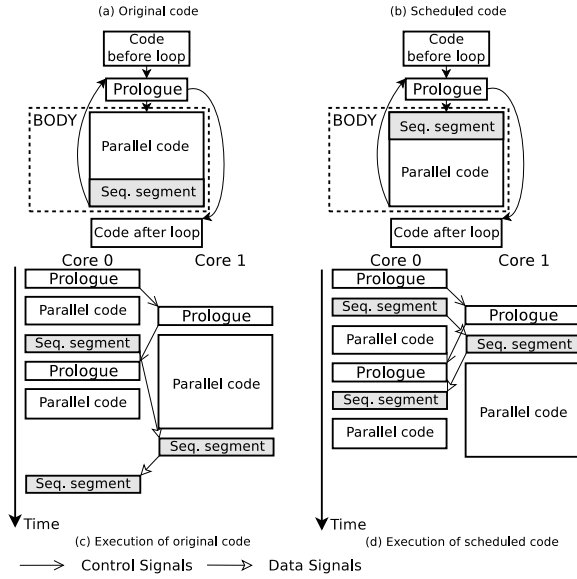 (a) Original code
Code
before loop
Prologue
BODY
Parallel code
Seq. segment
Code after loop
(b) Scheduled code
Code
before loop
Prologue
BODY
Seq. segment
Parallel code
Code after loop
Core 0
Core 1
Prologue
Parallel code
Prologue
Seq. segment
Prologue
Parallel code
Parallel code
Seq. segment
Seq. segment
Time
(c) Execution of original code
Core 0
Core 1
Prologue
Seq. segment
Prologue
Parallel code
Seq. segment
Prologue
Seq. segment
Parallel code
Parallel code
Time
(d) Execution of scheduled code
Control Signals
Data Signals